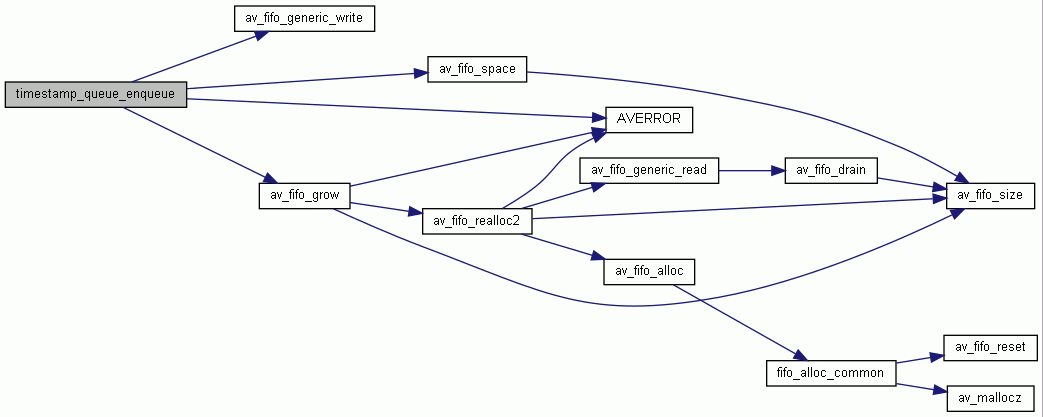 av_fifo_generic_write
av_fifo_space
timestamp_queue_enqueue
AVERROR
av_fifo_generic_read
av_fifo_drain
av_fifo_grow
av_fifo_size
av_fifo_realloc2
av_fifo_alloc
av_fifo_reset
fifo_alloc_common
av_mallocz